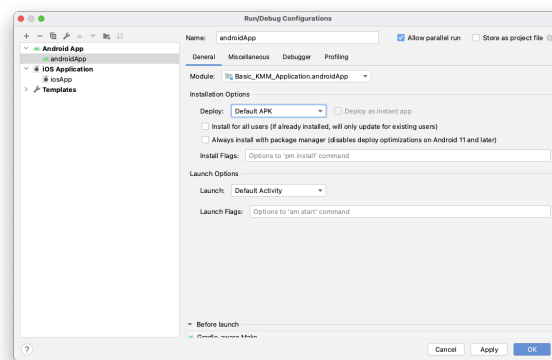 Run/Debug Configurations
Name: androidApp Allow parallel run Store as project file
Android App
androidApp
iOS Application
iosApp
Templates
General Miscellaneous Debugger Profiling
Module: Basic_KMM_Application.androidApp
Installation Options
Deploy: Default APK Deploy as instant app
Install for all users (if already installed, will only update for existing users)
Always install with package manager (disables deploy optimizations on Android 11 and later)
Install Flags: Options to 'pm install' command
Launch Options
Launch: Default Activity
Launch Flags: Options to 'am start' command
Before launch
Gradle-aware Make
? Cancel Apply OK